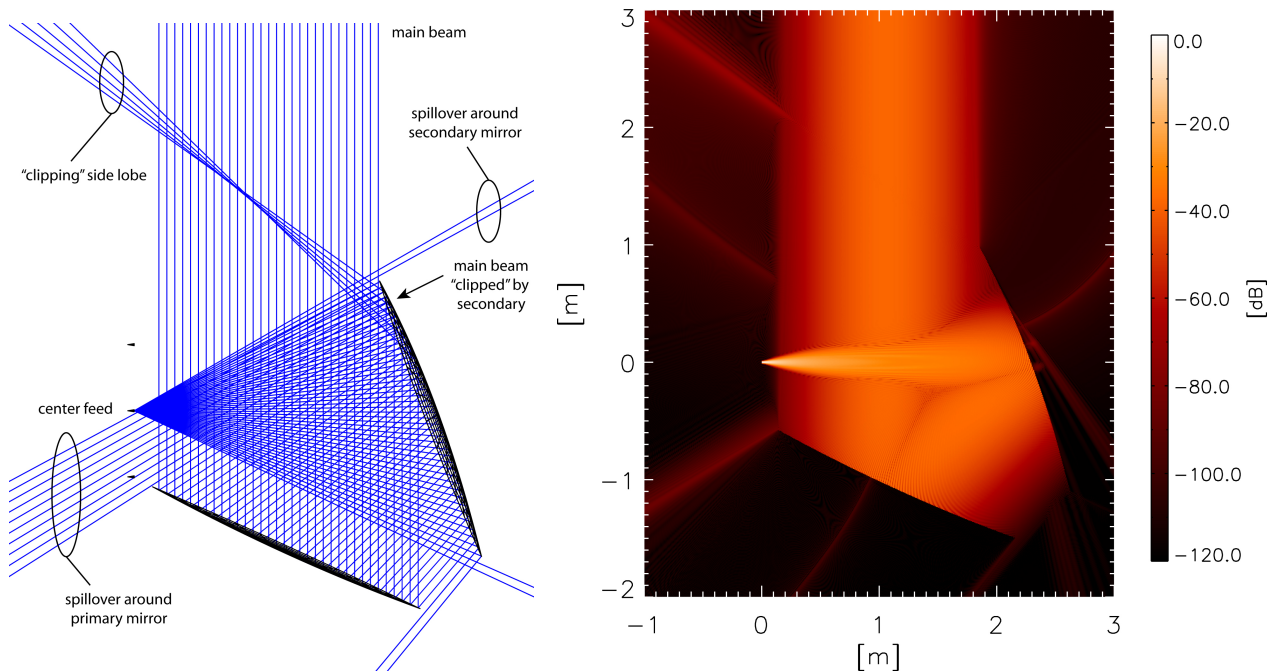 main beam
spillover around
secondary mirror
“clipping” side lobe
main beam
“clipped” by
secondary
center feed
spillover around
primary mirror
3
2
1
0
−1
−2
[m]
−1 0 1 2 3
[m]
0.0
−20.0
−40.0
−60.0
−80.0
−100.0
−120.0
[dB]